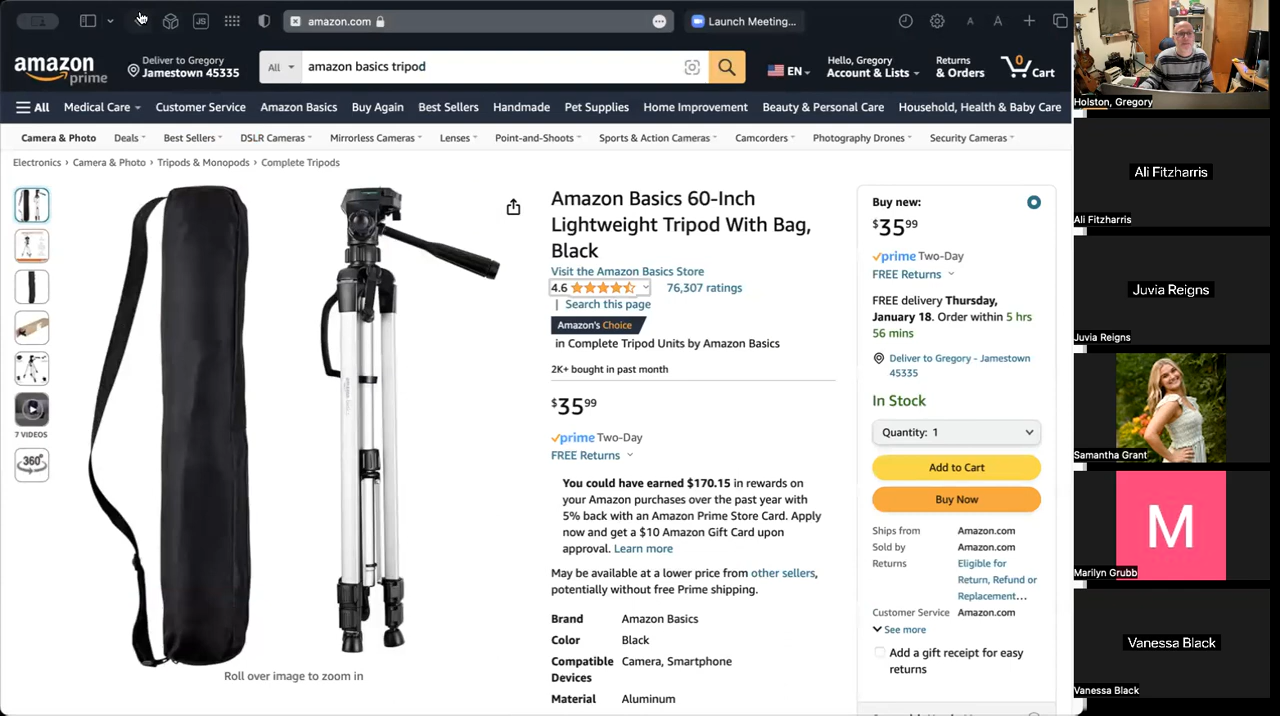 JS
amazon.com
Launch Meeting...
A
A
amazon
prime
Deliver to Gregory
Jamestown 45335
All
amazon basics tripod
EN
Hello, Gregory
Account & Lists
Returns
& Orders
0
Cart
All
Medical Care
Customer Service
Amazon Basics
Buy Again
Best Sellers
Handmade
Pet Supplies
Home Improvement
Beauty & Personal Care
Household, Health & Baby Care
Camera & Photo
Deals
Best Sellers
DSLR Cameras
Mirrorless Cameras
Lenses
Point-and-Shoots
Sports & Action Cameras
Camcorders
Photography Drones
Security Cameras
Electronics › Camera & Photo › Tripods & Monopods › Complete Tripods
7 VIDEOS
360°
Roll over image to zoom in
Amazon Basics 60-Inch
Lightweight Tripod With Bag,
Black
Visit the Amazon Basics Store
4.6
76,307 ratings
| Search this page
Amazon's Choice
in Complete Tripod Units by Amazon Basics
2K+ bought in past month
$3599
prime Two-Day
FREE Returns
You could have earned $170.15 in rewards on
your Amazon purchases over the past year with
5% back with an Amazon Prime Store Card. Apply
now and get a $10 Amazon Gift Card upon
approval. Learn more
May be available at a lower price from other sellers,
potentially without free Prime shipping.
Brand Amazon Basics
Color Black
Compatible Camera, Smartphone
Devices
Material Aluminum
Buy new:
$3599
prime Two-Day
FREE Returns
FREE delivery Thursday,
January 18. Order within 5 hrs
56 mins
Deliver to Gregory - Jamestown
45335
In Stock
Quantity: 1
Add to Cart
Buy Now
Ships from Amazon.com
Sold by Amazon.com
Returns Eligible for
Return, Refund or
Replacement...
Customer Service Amazon.com
See more
Add a gift receipt for easy
returns
Holston, Gregory
Ali Fitzharris
Ali Fitzharris
Juvia Reigns
Juvia Reigns
Samantha Grant
M
Marilyn Grubb
Vanessa Black
Vanessa Black